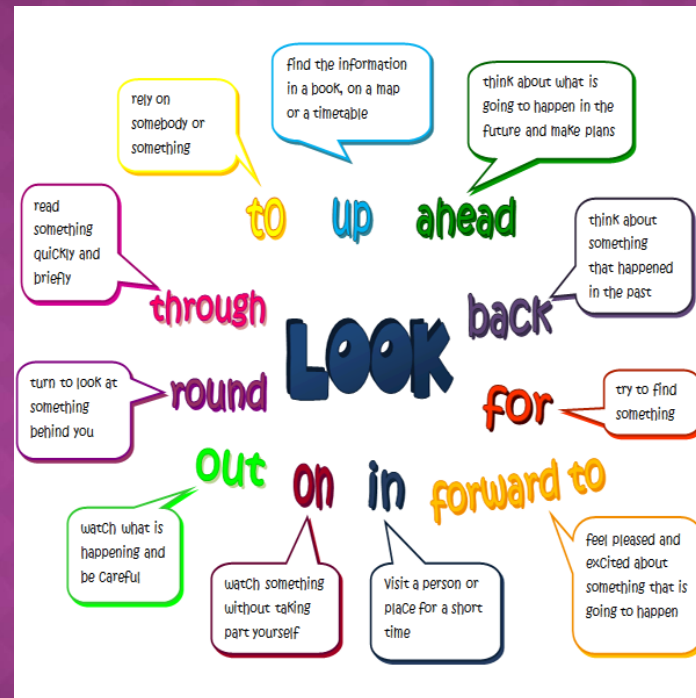 find the information
in a book, on a map
or a timetable
think about what is
going to happen in the
future and make plans
rely on
somebody or
something
to
up
ahead
read
something
quickly and
briefly
think about
something
that happened
in the past
through
back
LOOK
turn to look at
something
behind you
round
for
try to find
something
out
on
in
forward to
watch what is
happening and
be careful
watch something
without taking
part yourself
Visit a person or
place for a short
time
feel pleased and
excited about
something that is
going to happen